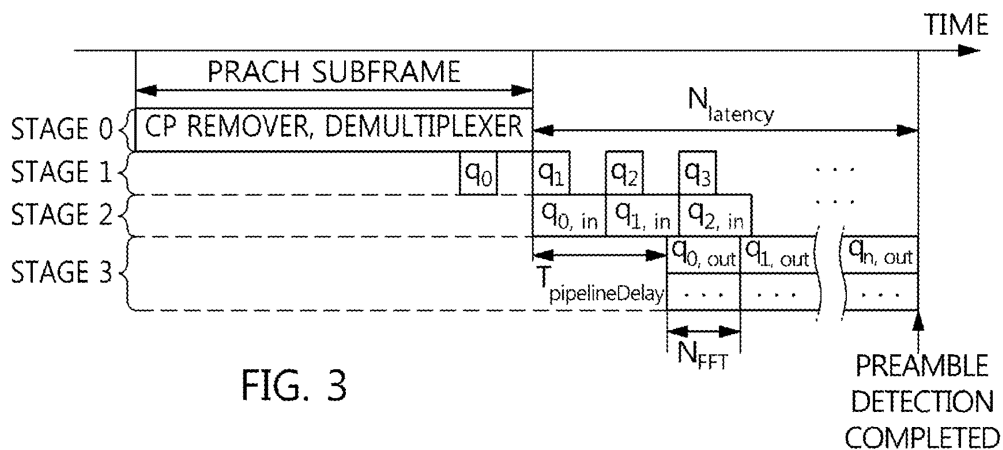 TIME
PRACH SUBFRAME
N_latency
STAGE 0 CP REMOVER, DEMULTIPLEXER
STAGE 1 q_0 q_1 q_2 q_3 · · ·
STAGE 2 q_0, in q_1, in q_2, in · · ·
STAGE 3 q_0, out q_1, out q_n, out
T_pipelineDelay · · · · · · · · ·
N_FFT
PREAMBLE
DETECTION
COMPLETED
FIG. 3